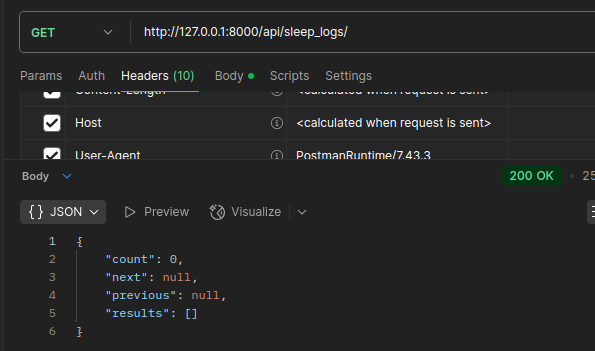 GET http://127.0.0.1:8000/api/sleep_logs/
Params Auth Headers (10) Body Scripts Settings
Content-Length <calculated when request is sent>
Host <calculated when request is sent>
User-Agent PostmanRuntime/7.43.3
Body 200 OK 25
{} JSON Preview Visualize
1 {
2 "count": 0,
3 "next": null,
4 "previous": null,
5 "results": []
6 }